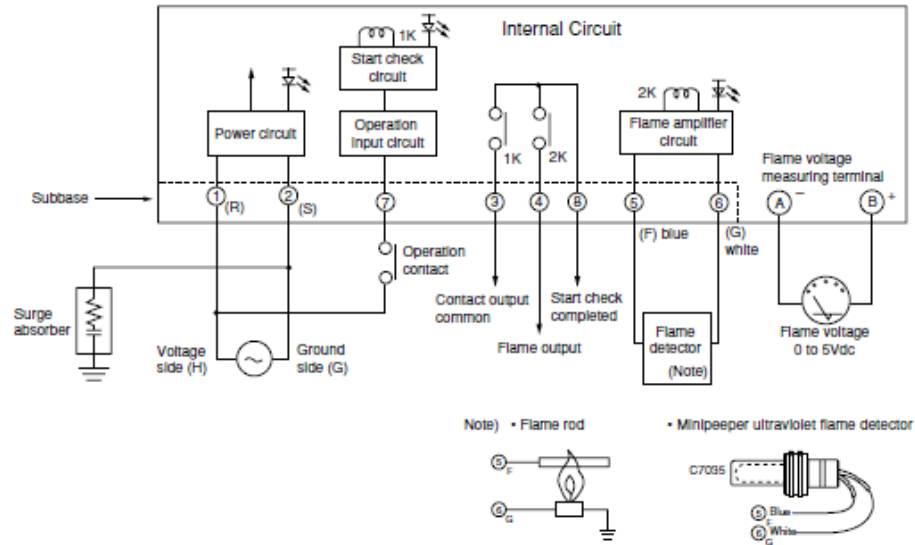 Internal Circuit
1K
Start check
circuit
2K
Power circuit
Operation
input circuit
Flame amplifier
circuit
1K
2K
Flame voltage
measuring terminal
Subbase
1
(R)
2
(S)
7
3
4
8
5
6
A
−
B
+
(F) blue
(G)
white
Operation
contact
Surge
absorber
Contact output
common
Start check
completed
Flame output
Flame
detector
(Note)
Flame voltage
0 to 5Vdc
Voltage
side (H)
~
Ground
side (G)
Note) • Flame rod
• Minipeeper ultraviolet flame detector
5 F
6 G
C7035
5 Blue
F
6 White
G